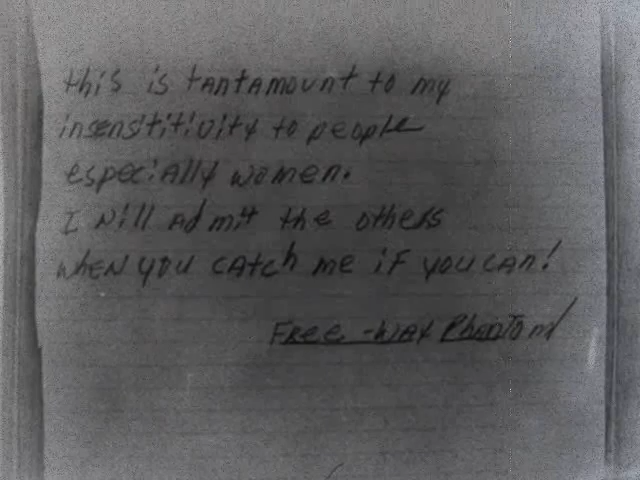 this is tantamount to my
insensititivity to people
especially women.
I will admit the others
when you catch me if you can!
Free-way Phantom